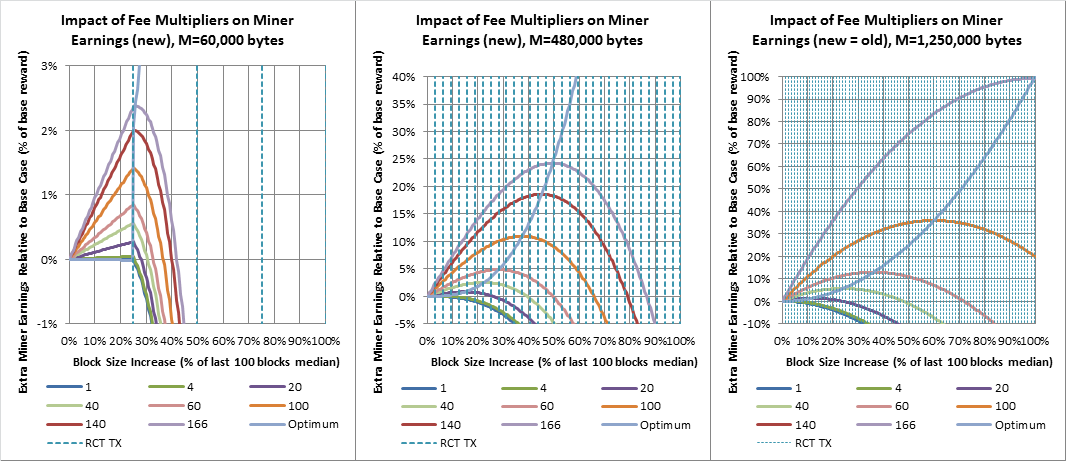 Impact of Fee Multipliers on Miner
Earnings (new), M=60,000 bytes
Extra Miner Earnings Relative to Base Case (% of base reward)
3%
2%
1%
0%
-1%
0% 10% 20% 30% 40% 50% 60% 70% 80% 90%100%
Block Size Increase (% of last 100 blocks median)
1 4 20
40 60 100
140 166 Optimum
RCT TX
Impact of Fee Multipliers on Miner
Earnings (new), M=480,000 bytes
Extra Miner Earnings Relative to Base Case (% of base reward)
40%
35%
30%
25%
20%
15%
10%
5%
0%
-5%
0% 10% 20% 30% 40% 50% 60% 70% 80% 90%100%
Block Size Increase (% of last 100 blocks median)
1 4 20
40 60 100
140 166 Optimum
RCT TX
Impact of Fee Multipliers on Miner
Earnings (new = old), M=1,250,000 bytes
Extra Miner Earnings Relative to Base Case (% of base reward)
100%
90%
80%
70%
60%
50%
40%
30%
20%
10%
0%
-10%
0% 10% 20% 30% 40% 50% 60% 70% 80% 90%100%
Block Size Increase (% of last 100 blocks median)
1 4 20
40 60 100
140 166 Optimum
RCT TX